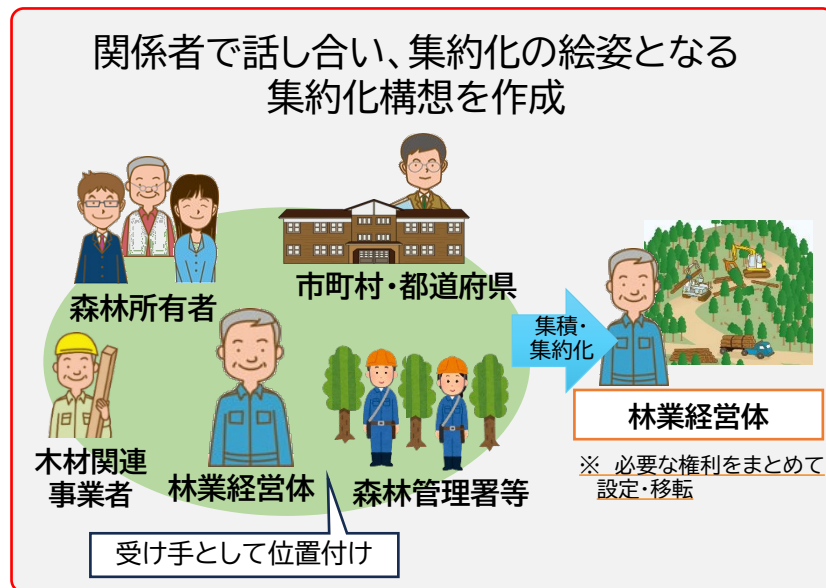 関係者で話し合い、集約化の絵姿となる
集約化構想を作成
森林所有者
市町村・都道府県
集積・
集約化
木材関連
事業者
林業経営体
森林管理署等
受け手として位置付け
林業経営体
※ 必要な権利をまとめて
設定・移転